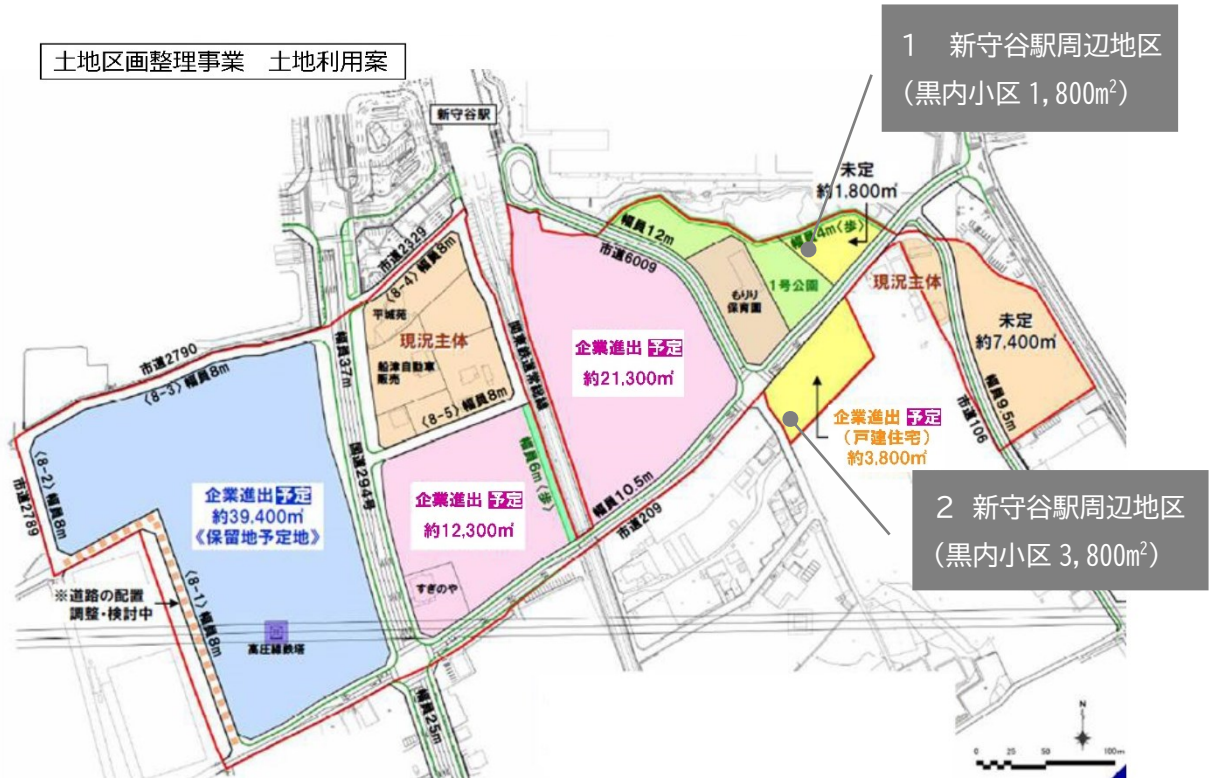 土地区画整理事業　土地利用案
1　新守谷駅周辺地区
（黒内小区 1,800㎡）
新守谷駅
未定
約1,800㎡
幅員12m
幅員4m〈歩〉
市道2329
〈8-4〉幅員8m
市道6009
もりり
保育園
1号公園
現況主体
平城苑
現況主体
船津自動車
販売
関東鉄道常総線
企業進出 予定
約21,300㎡
未定
約7,400㎡
市道2790
〈8-3〉幅員8m
幅員37m
〈8-5〉幅員8m
幅員9.5m
市道106
企業進出 予定
（戸建住宅）
約3,800㎡
〈8-2〉幅員8m
市道2789
国道294号
幅員6m〈歩〉
企業進出 予定
約39,400㎡
《保留地予定地》
企業進出 予定
約12,300㎡
幅員10.5m
市道209
2　新守谷駅周辺地区
（黒内小区 3,800㎡）
※道路の配置
調整・検討中
〈8-1〉幅員8m
すぎのや
高圧線鉄塔
幅員25m
N
0 25 50 100m